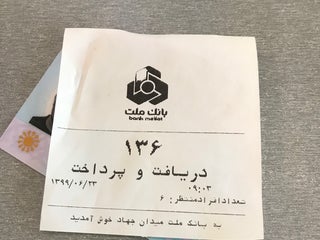 بانک ملت
bank mellat
۱۳۶
دریافت و پرداخت
۰۹:۰۳
۱۳۹۹/۰۶/۲۳
تعداد افراد منتظر: ۶
به بانک ملت میدان جهاد خوش آمدید